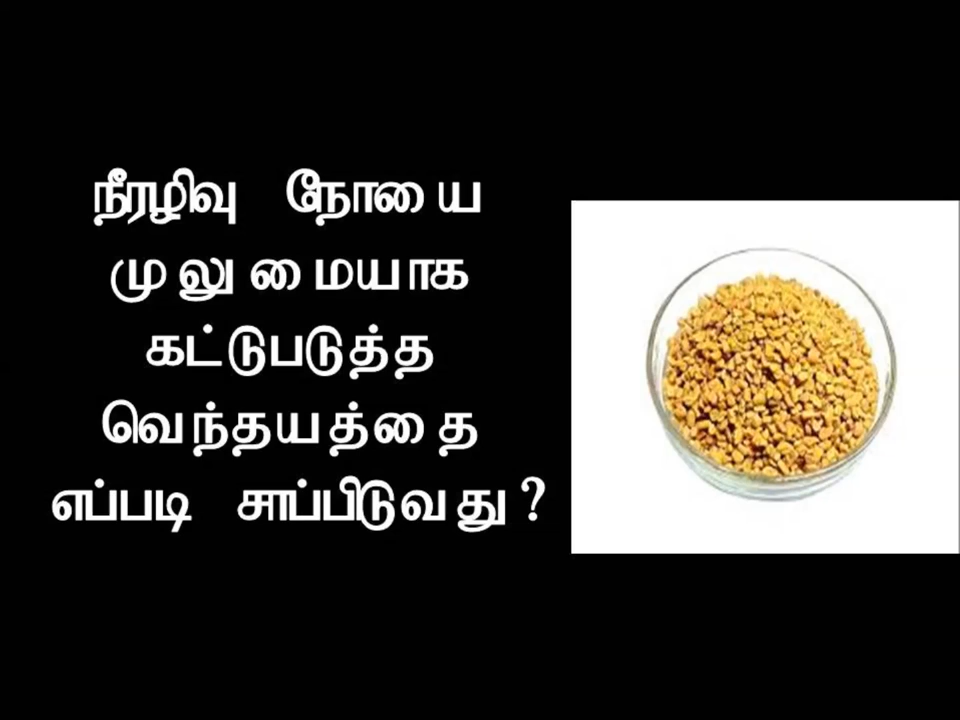 நீரழிவு நோயை
முலுமையாக
கட்டுபடுத்த
வெந்தயத்தை
எப்படி சாப்பிடுவது?